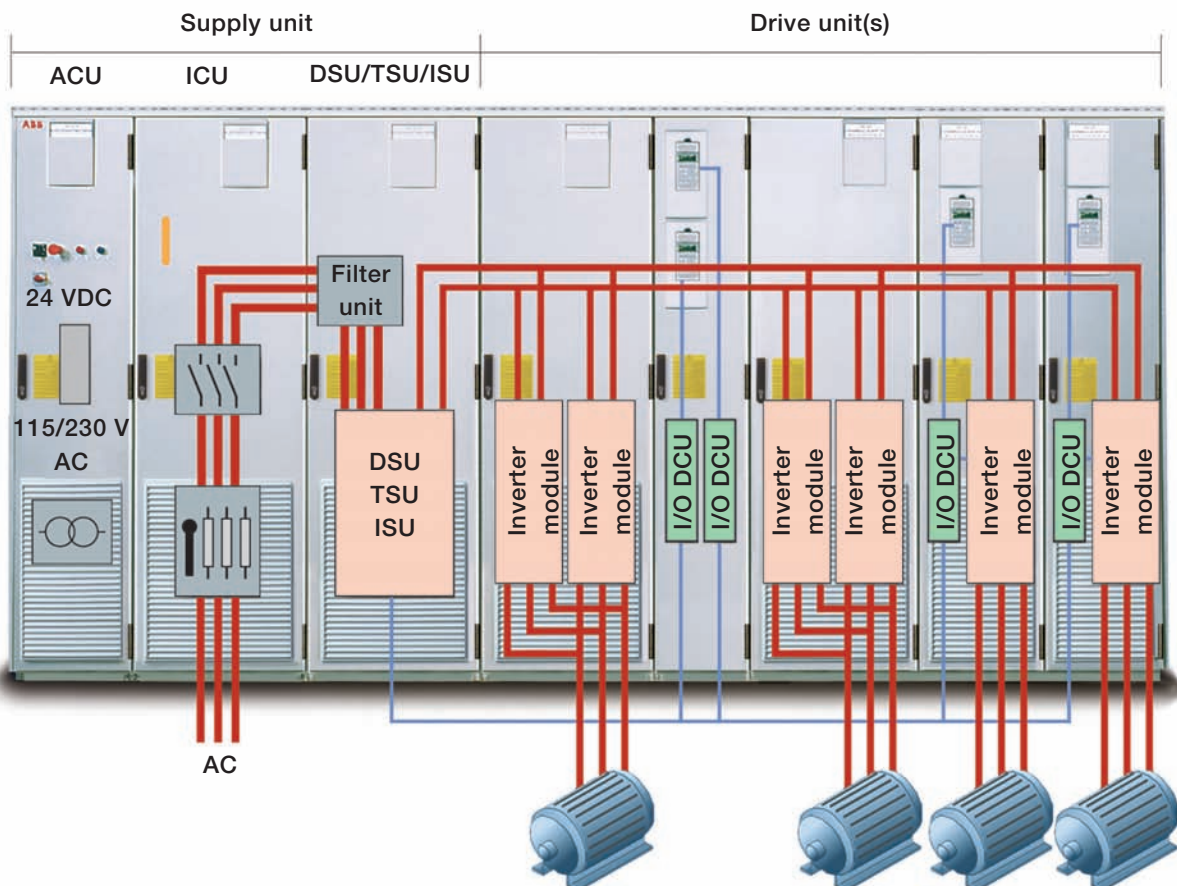 Supply unit
Drive unit(s)
ACU
ICU
DSU/TSU/ISU
ABB
24 VDC
115/230 V
AC
Filter
unit
DSU
TSU
ISU
Inverter
module
Inverter
module
I/O DCU
I/O DCU
Inverter
module
Inverter
module
I/O DCU
Inverter
module
I/O DCU
Inverter
module
AC